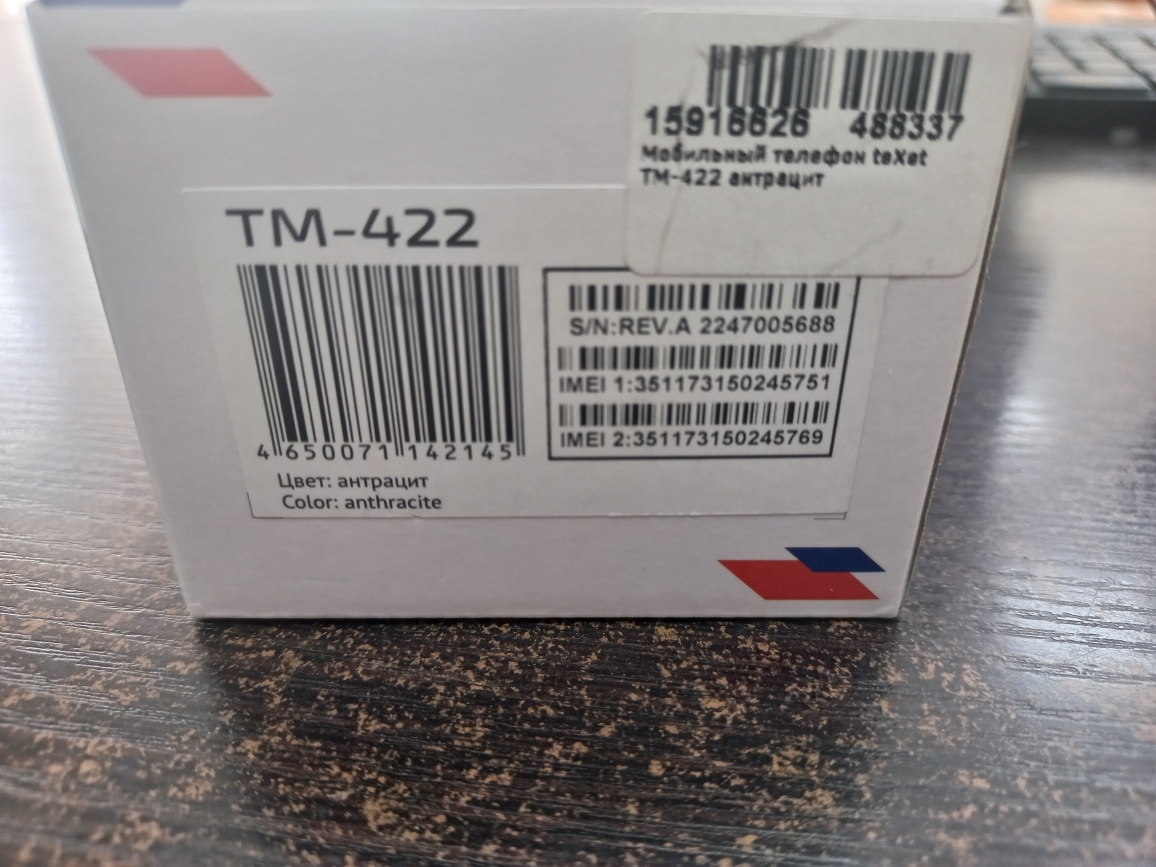 15916626 488337
Мобильный телефон teXet
TM-422 антрацит
TM-422
S/N:REV.A 2247005688
IMEI 1:351173150245751
IMEI 2:351173150245769
4 650071 142145
Цвет: антрацит
Color: anthracite